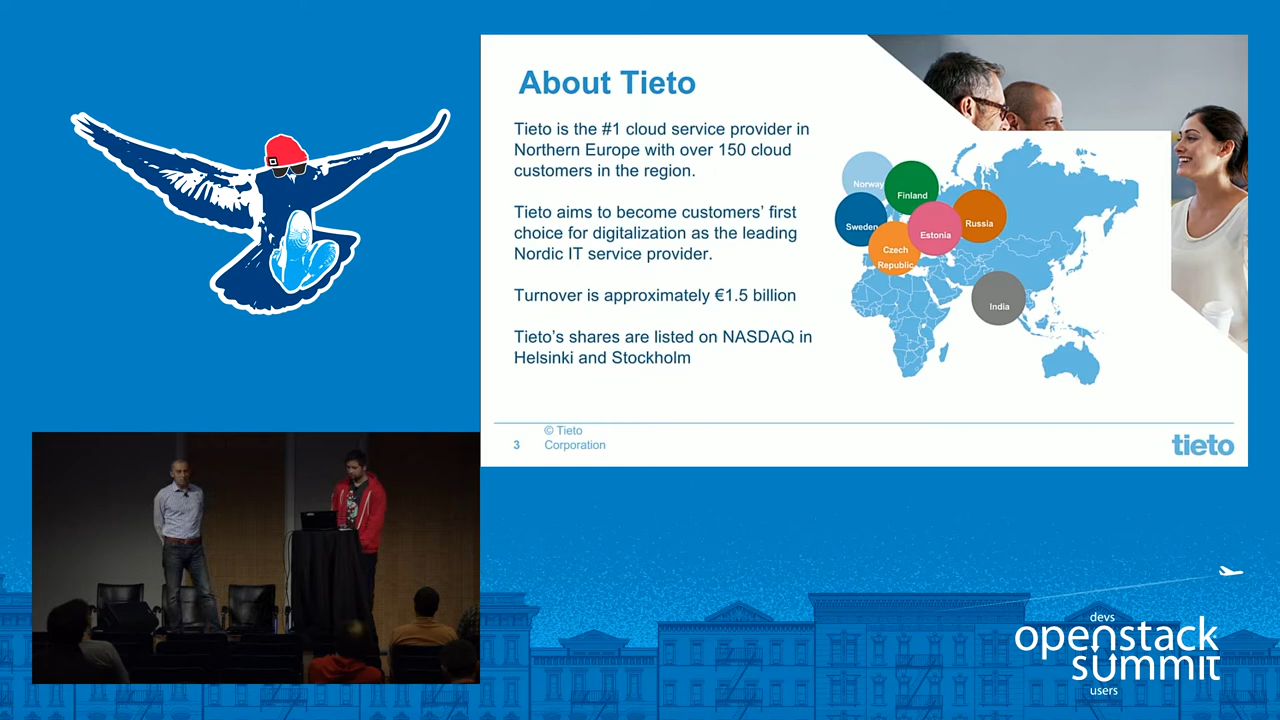 About Tieto
Tieto is the #1 cloud service provider in
Northern Europe with over 150 cloud
customers in the region.
Tieto aims to become customers’ first
choice for digitalization as the leading
Nordic IT service provider.
Turnover is approximately €1.5 billion
Tieto’s shares are listed on NASDAQ in
Helsinki and Stockholm
Norway
Finland
Sweden
Estonia
Russia
Czech
Republic
India
3
© Tieto
Corporation
tieto
devs
openstack
summit
users